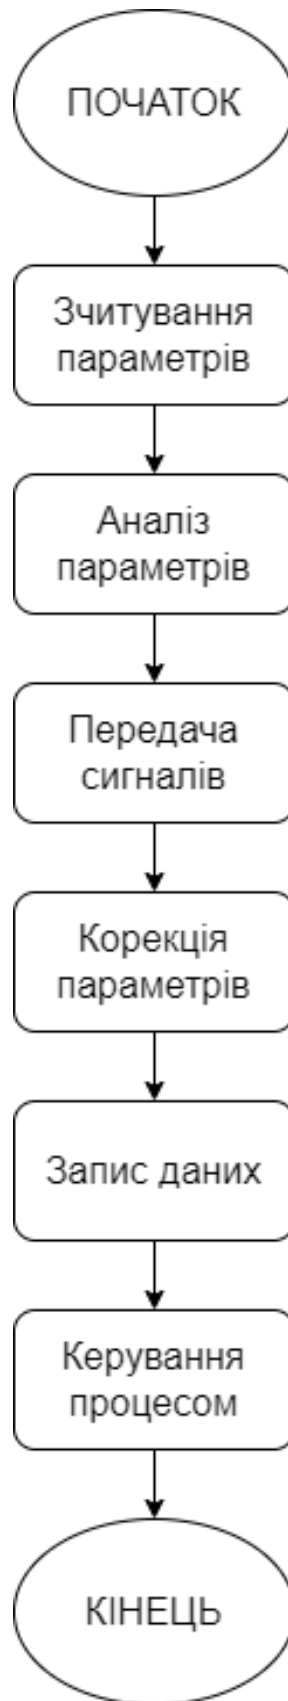 ПОЧАТОК
Зчитування
параметрів
Аналіз
параметрів
Передача
сигналів
Корекція
параметрів
Запис даних
Керування
процесом
КІНЕЦЬ